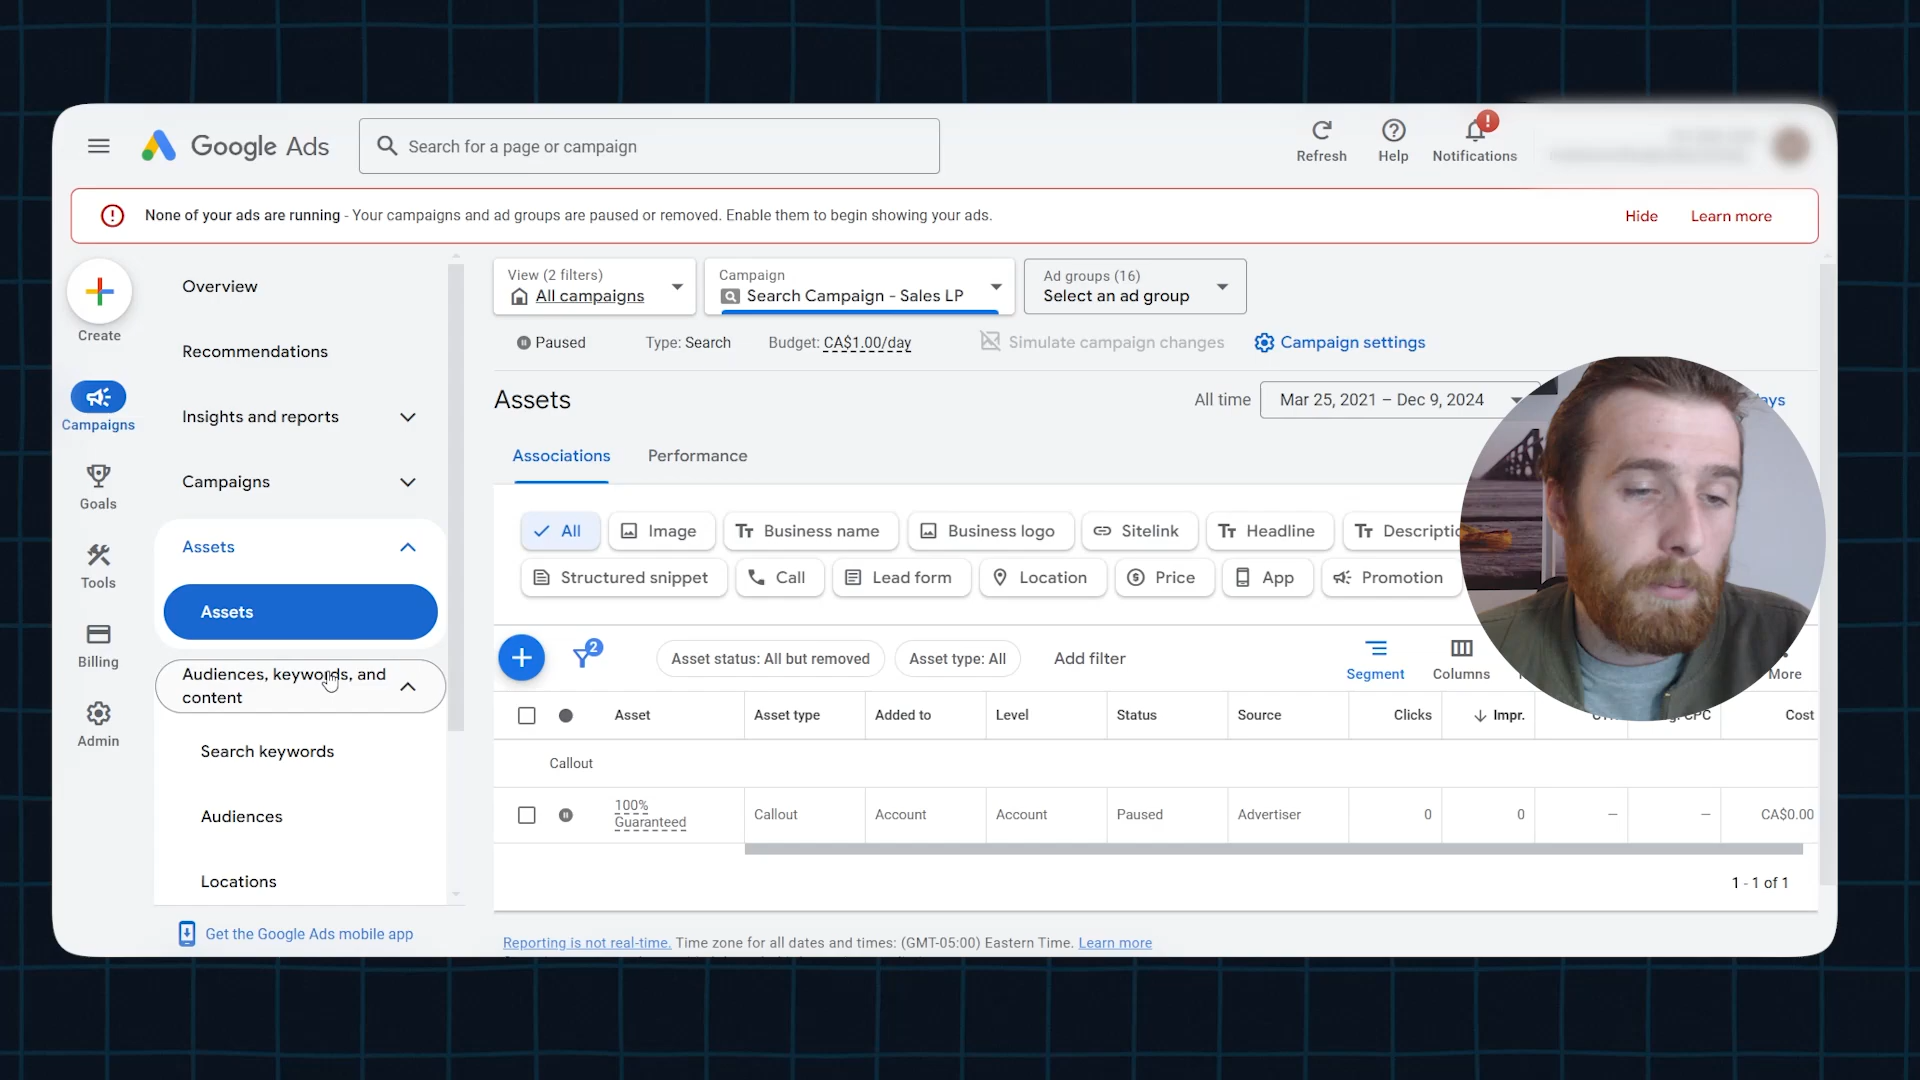 Google Ads
Search for a page or campaign
Refresh
Help
Notifications
None of your ads are running - Your campaigns and ad groups are paused or removed. Enable them to begin showing your ads.
Hide
Learn more
Create
Campaigns
Goals
Tools
Billing
Admin
Overview
Recommendations
Insights and reports
Campaigns
Assets
Assets
Audiences, keywords, and
content
Search keywords
Audiences
Locations
Get the Google Ads mobile app
View (2 filters)
All campaigns
Campaign
Search Campaign - Sales LP
Ad groups (16)
Select an ad group
Paused
Type: Search
Budget: CA$1.00/day
Simulate campaign changes
Campaign settings
Assets
All time
Mar 25, 2021 – Dec 9, 2024
Associations
Performance
All
Image
Business name
Business logo
Sitelink
Headline
Structured snippet
Call
Lead form
Location
Price
App
Promotion
2
Asset status: All but removed
Asset type: All
Add filter
Segment
Columns
More
Asset
Asset type
Added to
Level
Status
Source
Clicks
Impr.
CPC
Cost
Callout
100%
Guaranteed
Callout
Account
Account
Paused
Advertiser
0
0
—
—
CA$0.00
1 - 1 of 1
Reporting is not real-time. Time zone for all dates and times: (GMT-05:00) Eastern Time. Learn more